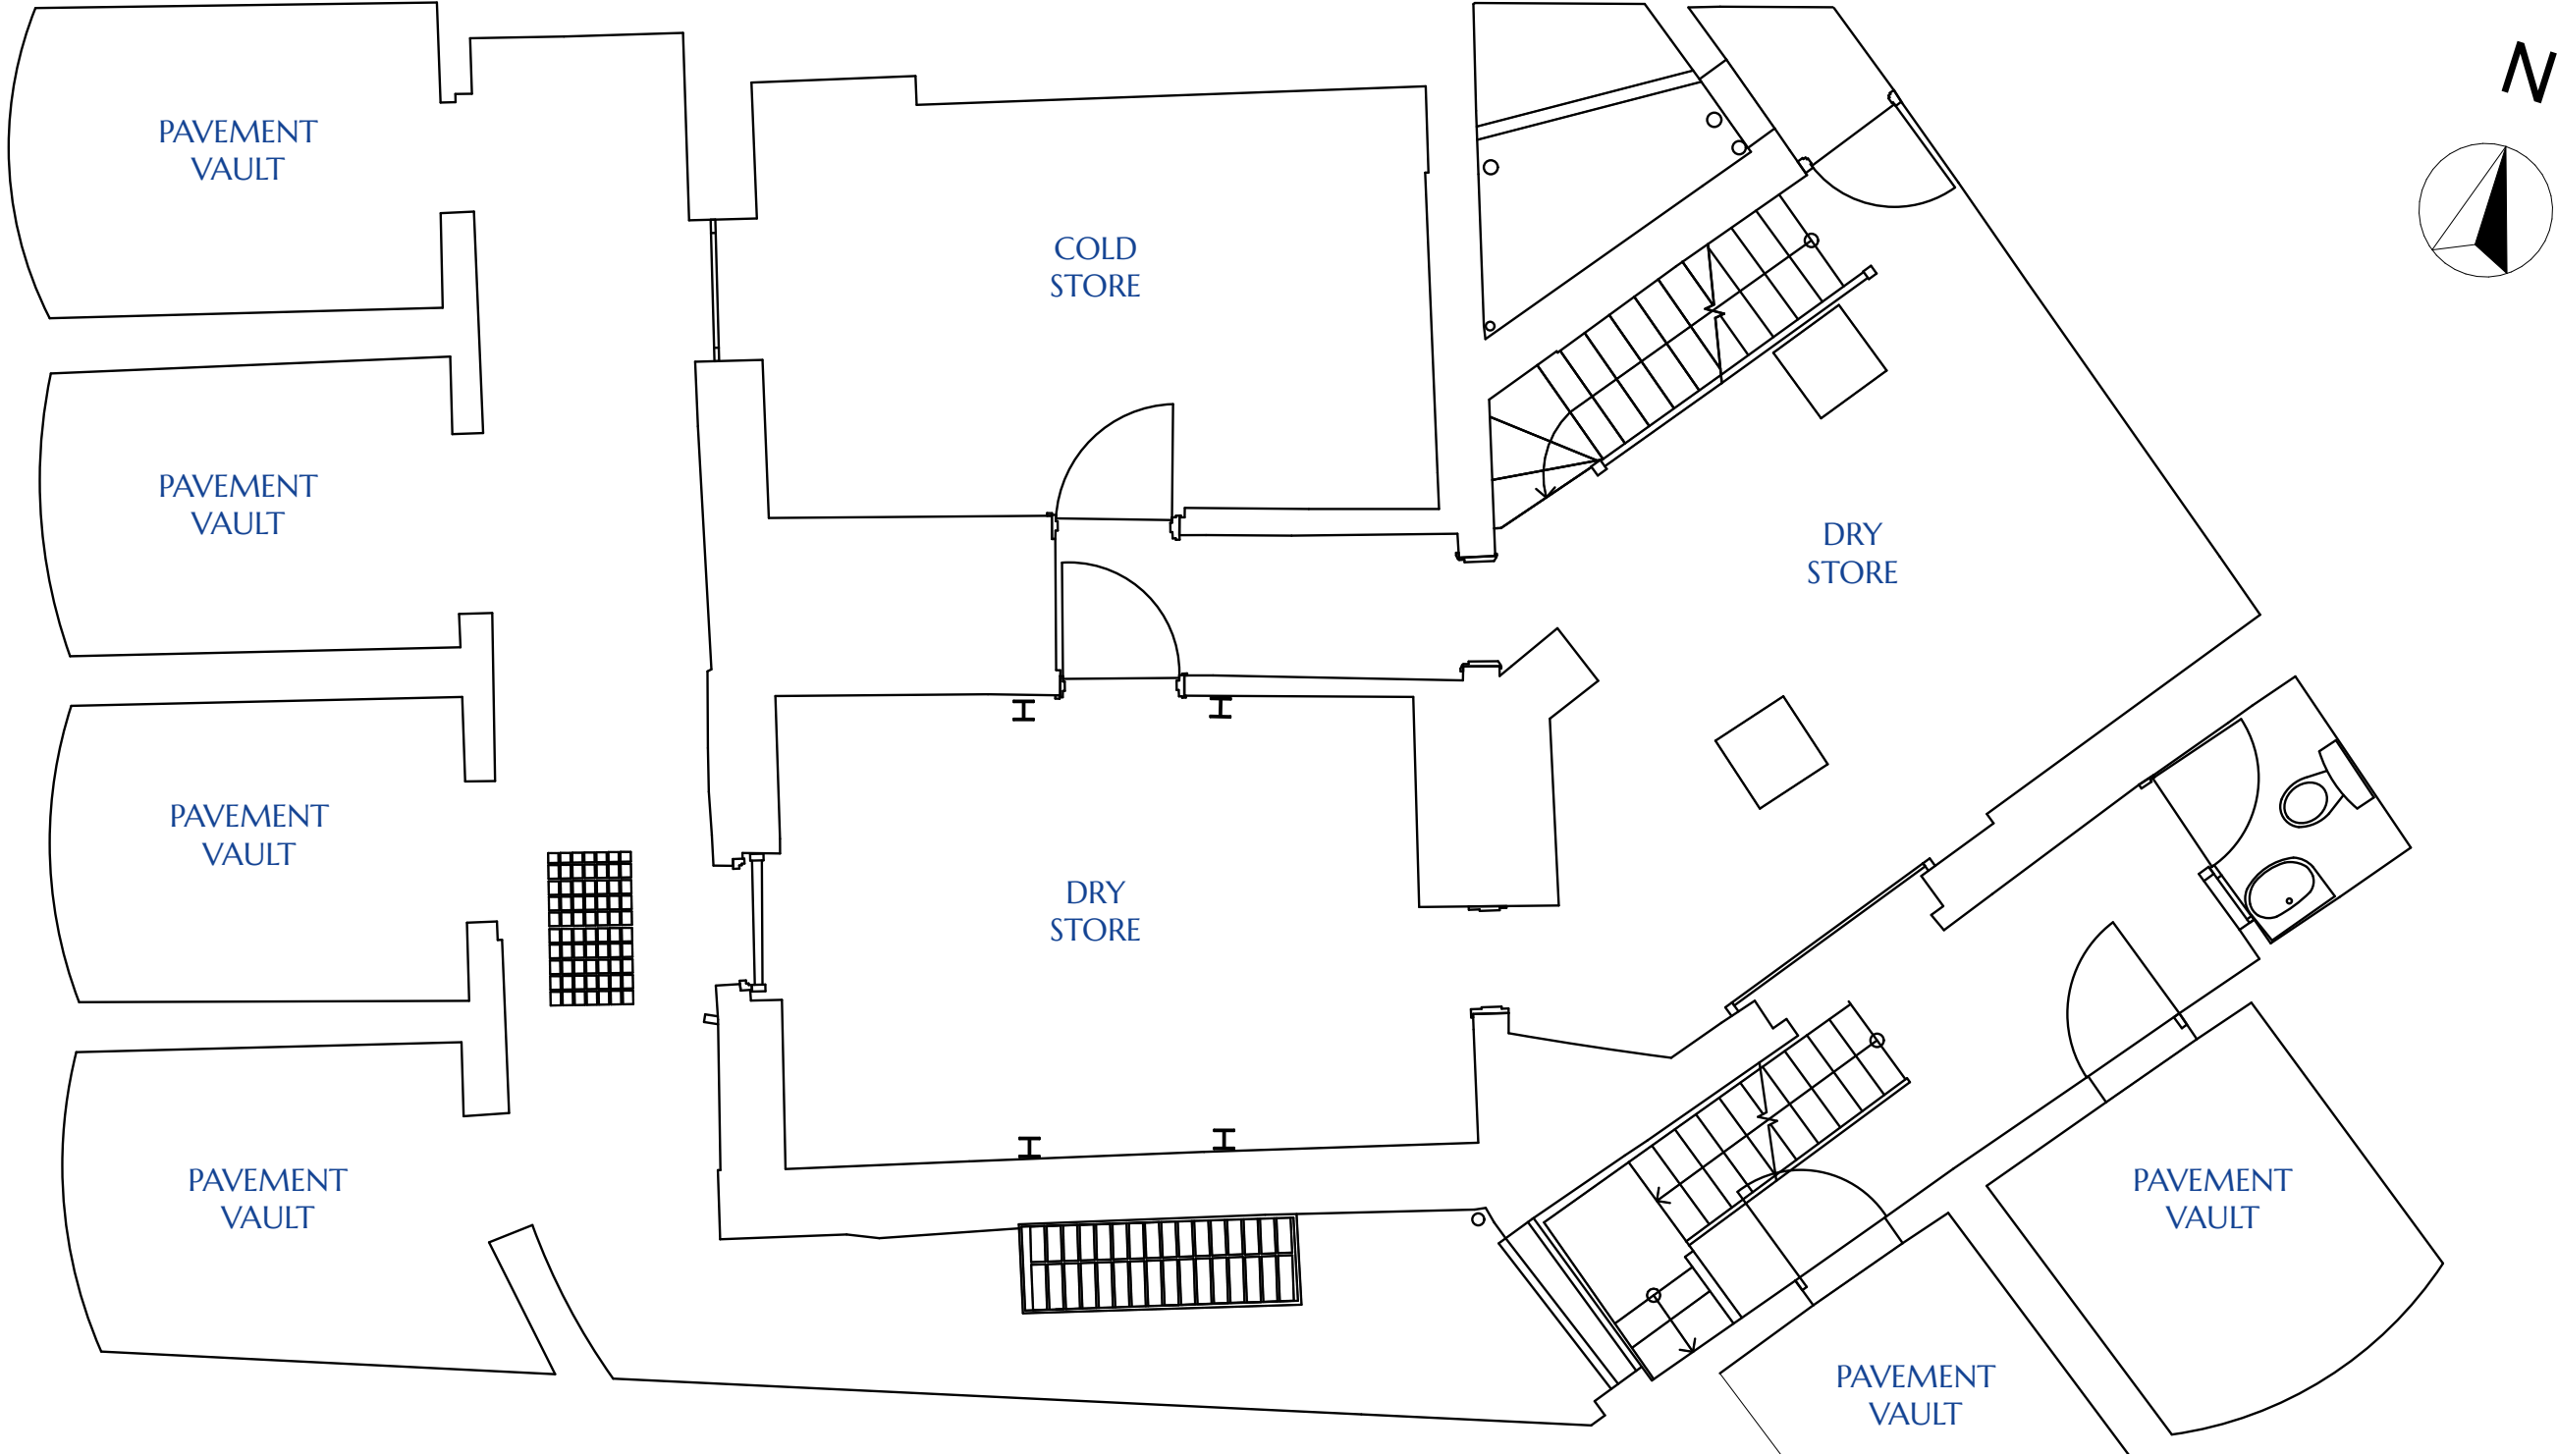 N
PAVEMENT
VAULT
COLD
STORE
PAVEMENT
VAULT
DRY
STORE
PAVEMENT
VAULT
DRY
STORE
PAVEMENT
VAULT
PAVEMENT
VAULT
PAVEMENT
VAULT